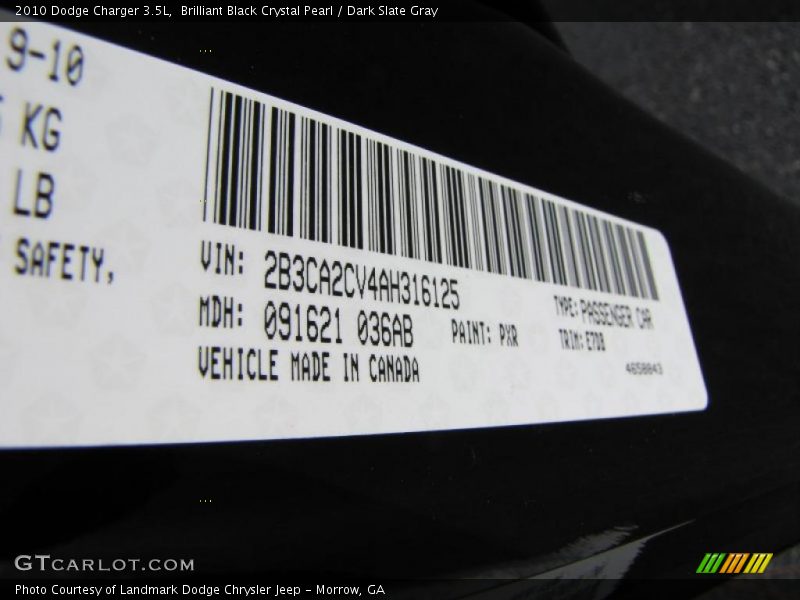 2010 Dodge Charger 3.5L,  Brilliant Black Crystal Pearl / Dark Slate Gray
9-10
KG
LB
SAFETY,
VIN: 2B3CA2CV4AH316125
MDH: 091621 036AB
PAINT: PXR
VEHICLE MADE IN CANADA
TYPE: PASSENGER CAR
TRIM: E7DB
4658043
GTCARLOT.COM
Photo Courtesy of Landmark Dodge Chrysler Jeep – Morrow, GA